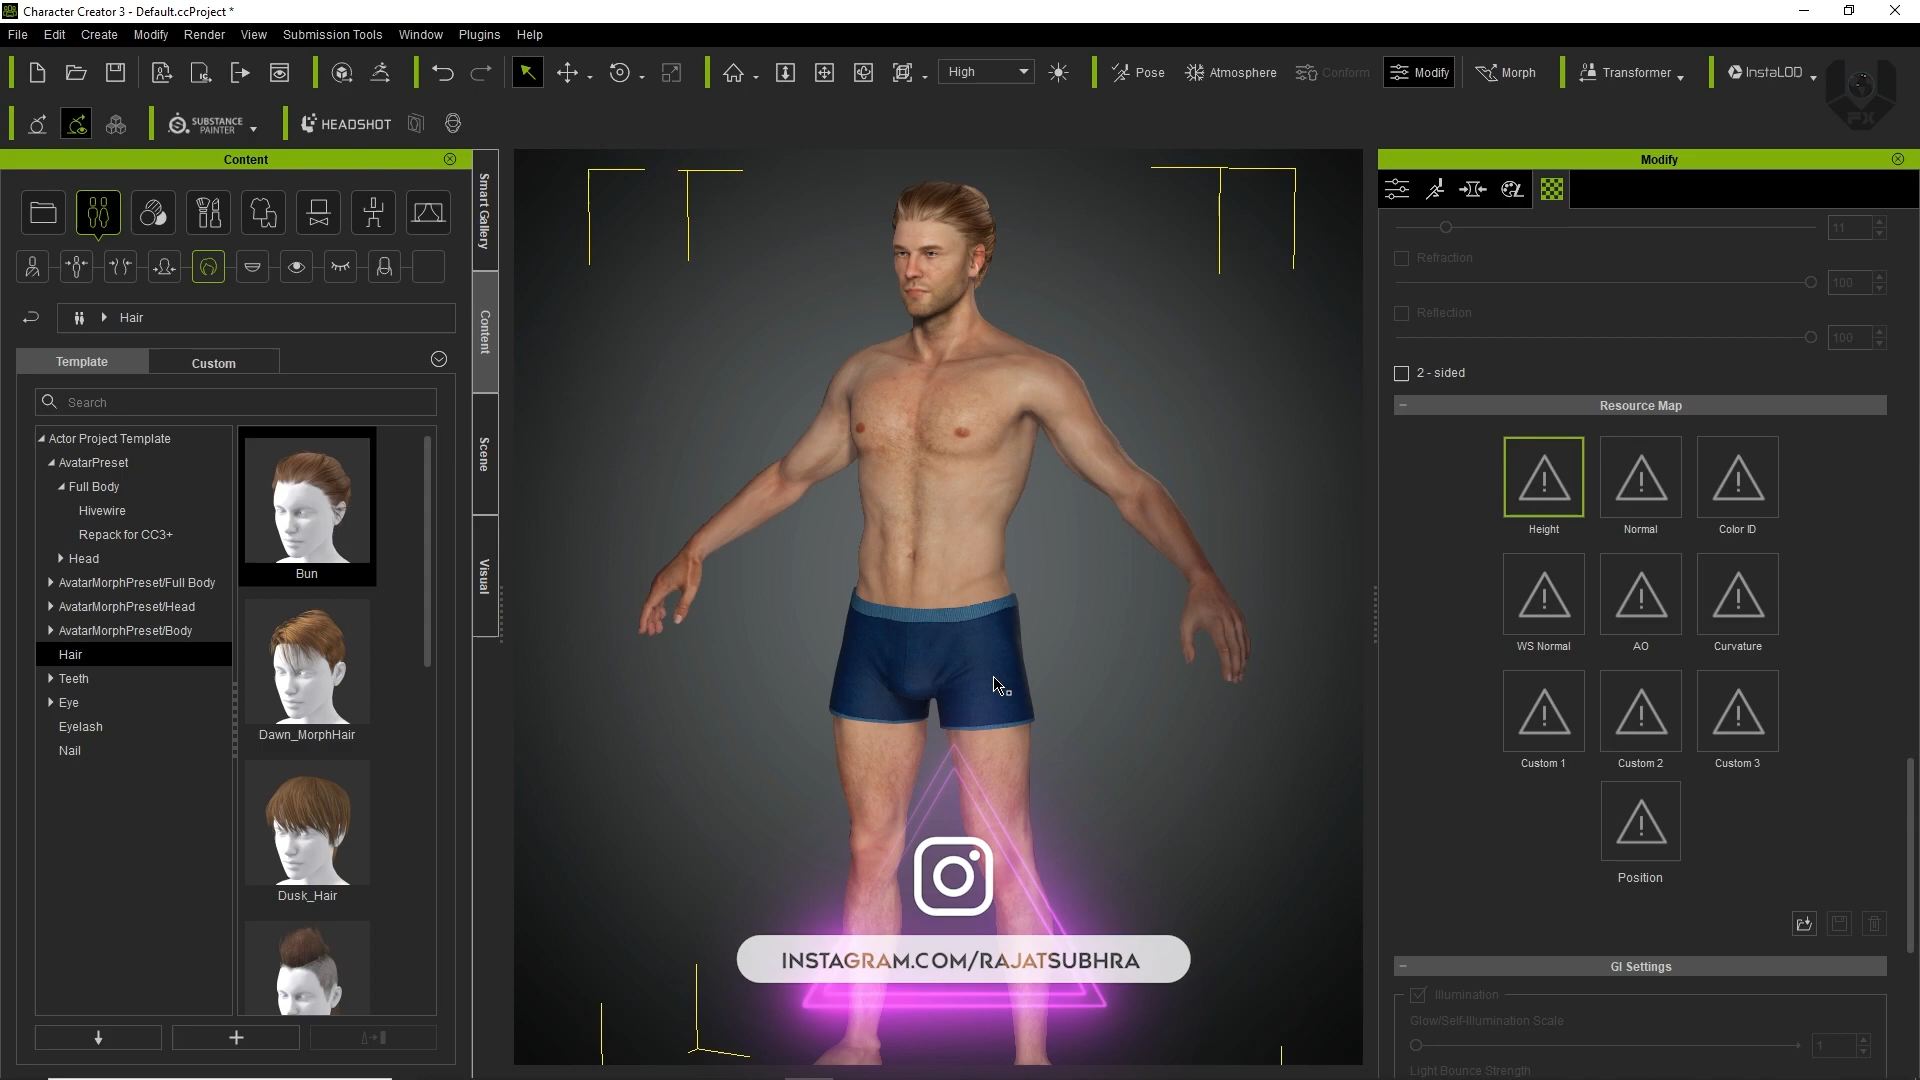 Character Creator 3 - Default.ccProject *
File Edit Create Modify Render View Submission Tools Window Plugins Help
High Pose Atmosphere Conform Modify Morph Transformer InstaLOD
SUBSTANCE PAINTER HEADSHOT
FX
Content
Smart Gallery
Content
Scene
Visual
Hair
Template Custom
Search
Actor Project Template
AvatarPreset
Full Body
Hivewire
Repack for CC3+
Head
AvatarMorphPreset/Full Body
AvatarMorphPreset/Head
AvatarMorphPreset/Body
Hair
Teeth
Eye
Eyelash
Nail
Bun
Dawn_MorphHair
Dusk_Hair
INSTAGRAM.COM/RAJATSUBHRA
Modify
11
Refraction
100
Reflection
100
2 - sided
Resource Map
Height Normal Color ID
WS Normal AO Curvature
Custom 1 Custom 2 Custom 3
Position
GI Settings
Illumination
Glow/Self-Illumination Scale
1
Light Bounce Strength